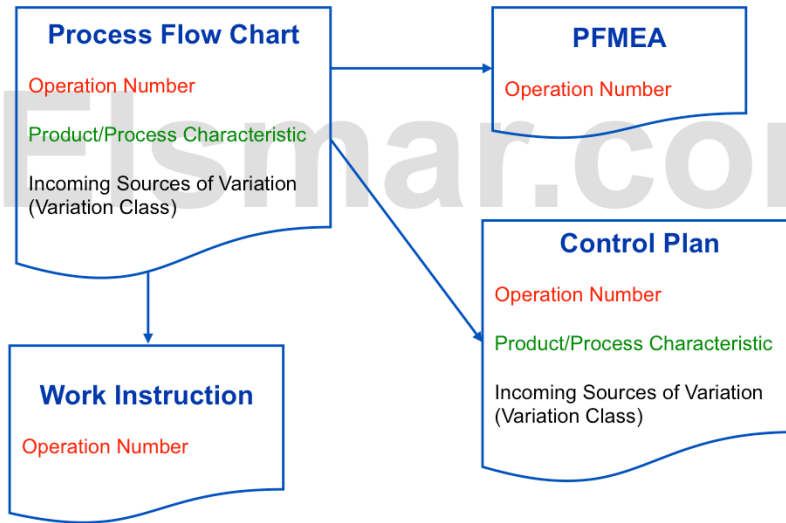 Process Flow Chart
Operation Number
Product/Process Characteristic
Incoming Sources of Variation
(Variation Class)
PFMEA
Operation Number
Control Plan
Operation Number
Product/Process Characteristic
Incoming Sources of Variation
(Variation Class)
Work Instruction
Operation Number
Elsmar.com